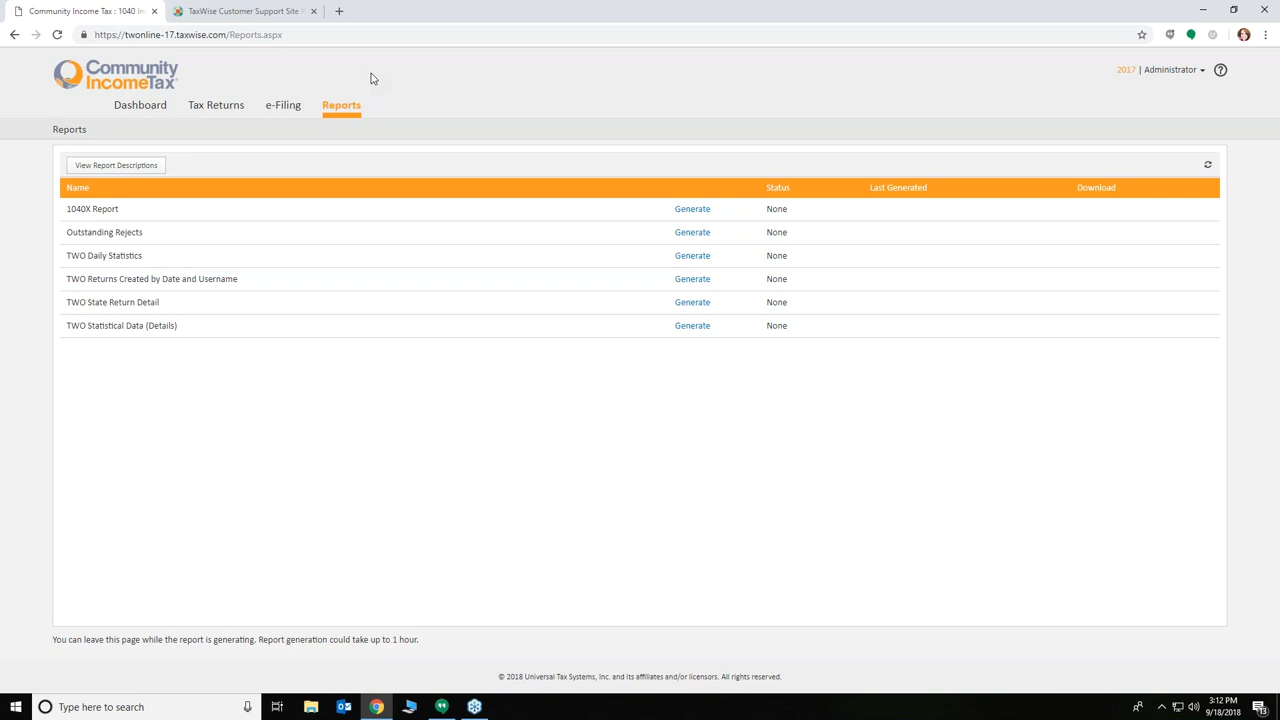 Community Income Tax : 1040 In
TaxWise Customer Support Site
https://twonline-17.taxwise.com/Reports.aspx
Community
IncomeTax
2017 | Administrator
Dashboard Tax Returns e-Filing Reports
Reports
View Report Descriptions
Name Status Last Generated Download
1040X Report Generate None
Outstanding Rejects Generate None
TWO Daily Statistics Generate None
TWO Returns Created by Date and Username Generate None
TWO State Return Detail Generate None
TWO Statistical Data (Details) Generate None
You can leave this page while the report is generating. Report generation could take up to 1 hour.
© 2018 Universal Tax Systems, Inc. and its affiliates and/or licensors. All rights reserved.
Type here to search
3:12 PM
9/18/2018
13